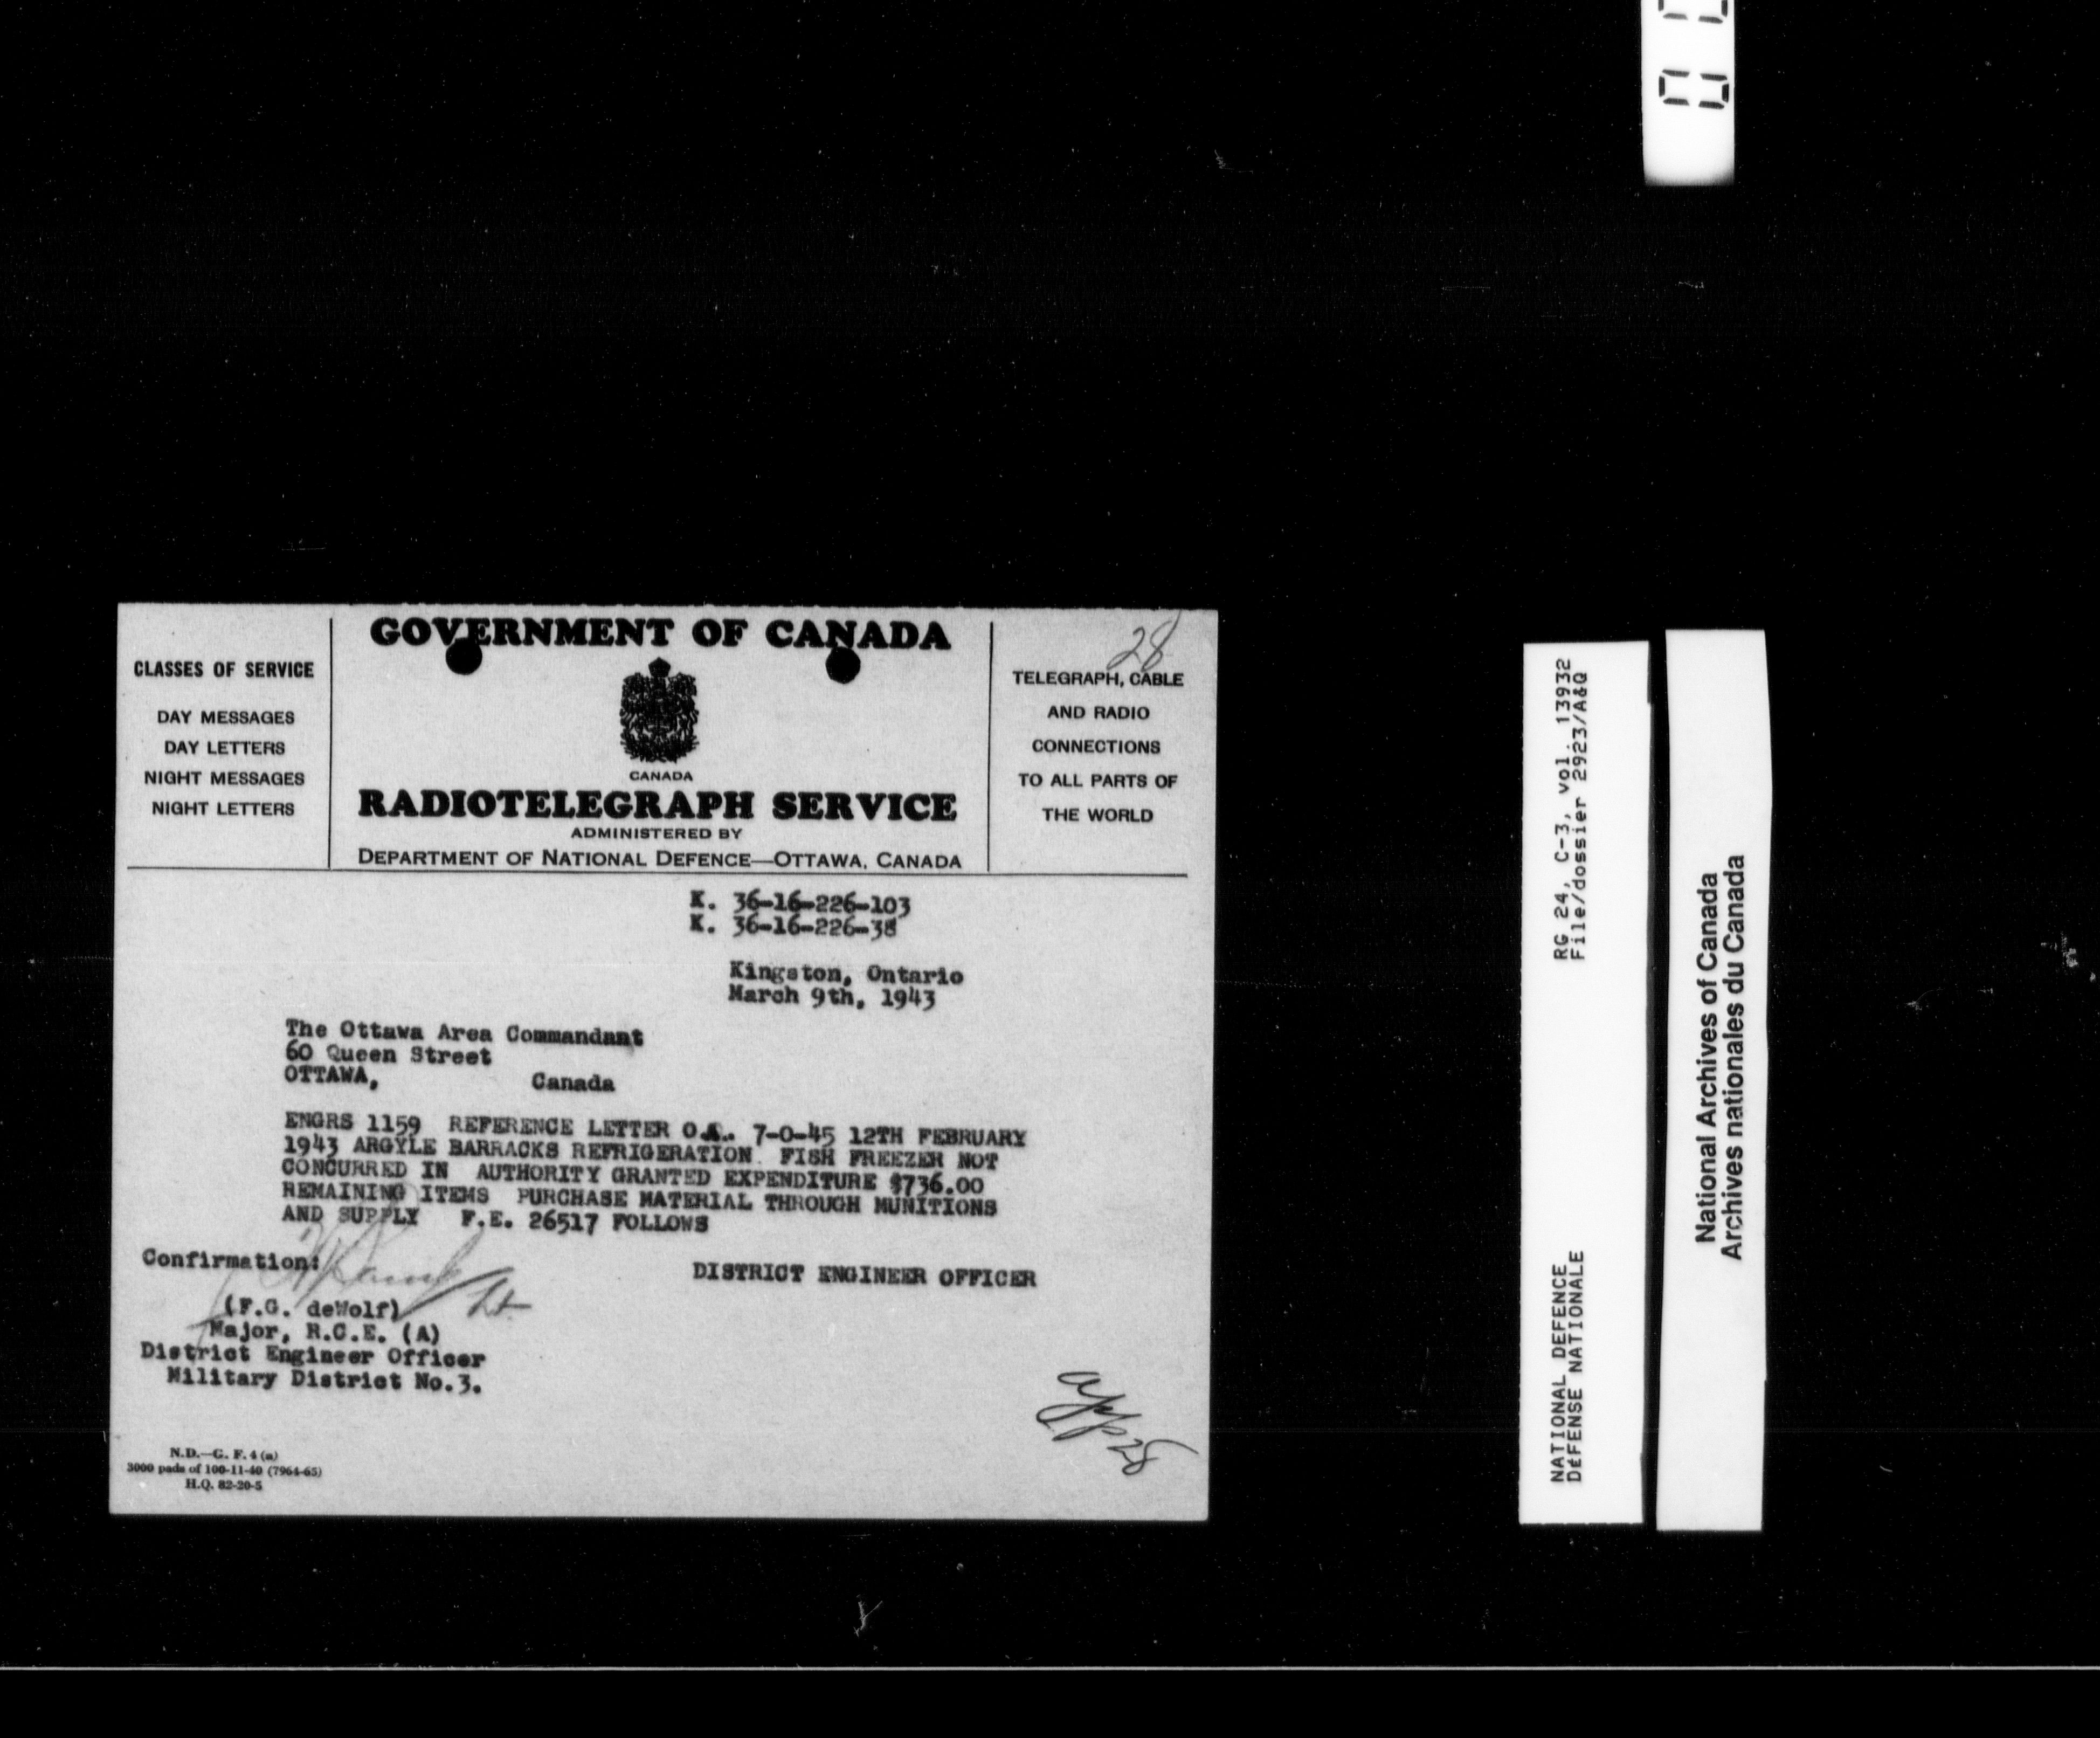 28
GOVERNMENT OF CANADA
CLASSES OF SERVICE
DAY MESSAGES
DAY LETTERS
NIGHT MESSAGES
NIGHT LETTERS
CANADA
RADIOTELEGRAPH SERVICE
ADMINISTERED BY
DEPARTMENT OF NATIONAL DEFENCE—OTTAWA, CANADA
TELEGRAPH, CABLE
AND RADIO
CONNECTIONS
TO ALL PARTS OF
THE WORLD
K. 36-16-226-103
K. 36-16-226-38
Kingston, Ontario
March 9th, 1943
The Ottawa Area Commandant
60 Queen Street
OTTAWA, Canada
ENGRS 1159 REFERENCE LETTER O.A. 7-0-45 12TH FEBRUARY
1943 ARGYLE BARRACKS REFRIGERATION FISH FREEZER NOT
CONCURRED IN AUTHORITY GRANTED EXPENDITURE $736.00
REMAINING ITEMS PURCHASE MATERIAL THROUGH MUNITIONS
AND SUPPLY F.E. 26517 FOLLOWS
Confirmation:
DISTRICT ENGINEER OFFICER
Lt.
(F.G. deWolf)
Major, R.C.E. (A)
District Engineer Officer
Military District No.3.
app 28
N.D.—G. F. 4 (a)
3000 pads of 100-11-40 (7964-65)
H.Q. 82-20-5
RG 24, C-3, vol. 13932
File/dossier 2923/A&Q
NATIONAL DEFENCE
DÉFENSE NATIONALE
National Archives of Canada
Archives nationales du Canada